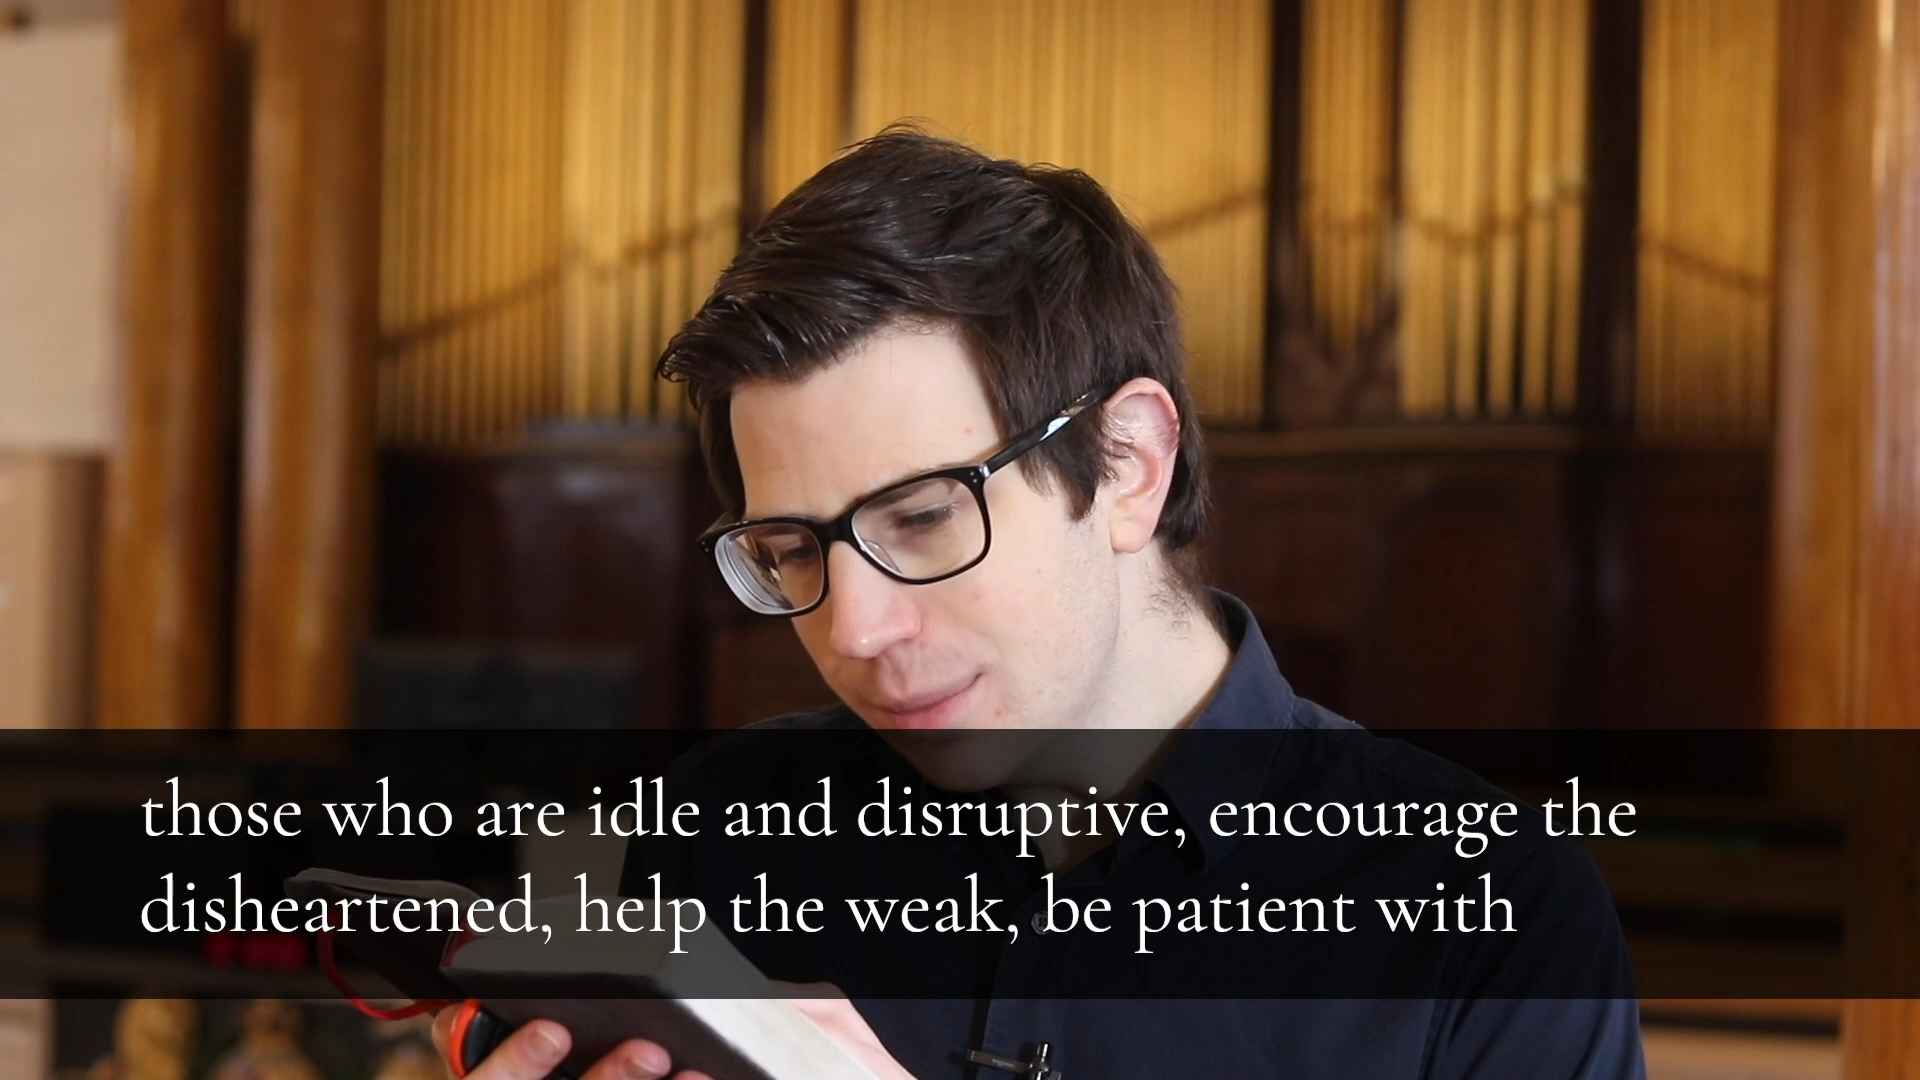 those who are idle and disruptive, encourage the
disheartened, help the weak, be patient with